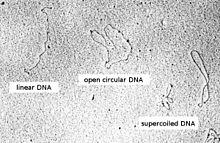 open circular DNA
linear DNA
supercoiled DNA